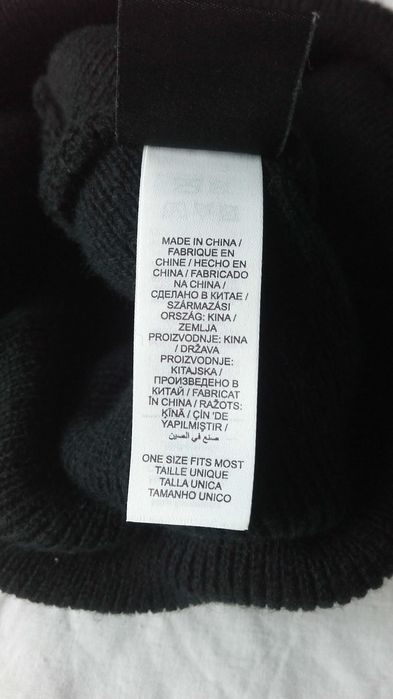 MADE IN CHINA /
FABRIQUE EN
CHINE / HECHO EN
CHINA / FABRICADO
NA CHINA /
СДЕЛАНО В КИТАЕ /
SZÁRMAZÁSI
ORSZÁG: KINA /
ZEMLJA
PROIZVODNJE: KINA
/ DRŽAVA
PROIZVODNJE:
KITAJSKA /
ПРОИЗВЕДЕНО В
КИТАЙ / FABRICAT
ÎN CHINA / RAŽOTS:
ĶĪNĀ / ÇİN 'DE
YAPILMIŞTIR /
صنع في الصين
ONE SIZE FITS MOST
TAILLE UNIQUE
TALLA UNICA
TAMANHO UNICO